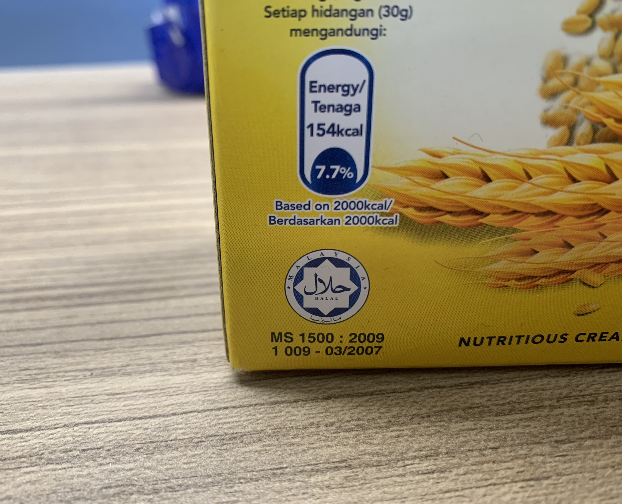 Setiap hidangan (30g)
mengandungi:
Energy/
Tenaga
154kcal
7.7%
Based on 2000kcal/
Berdasarkan 2000kcal
MALAYSIA
حلال
HALAL
ماليزيا
MS 1500 : 2009
1 009 - 03/2007
NUTRITIOUS CREA